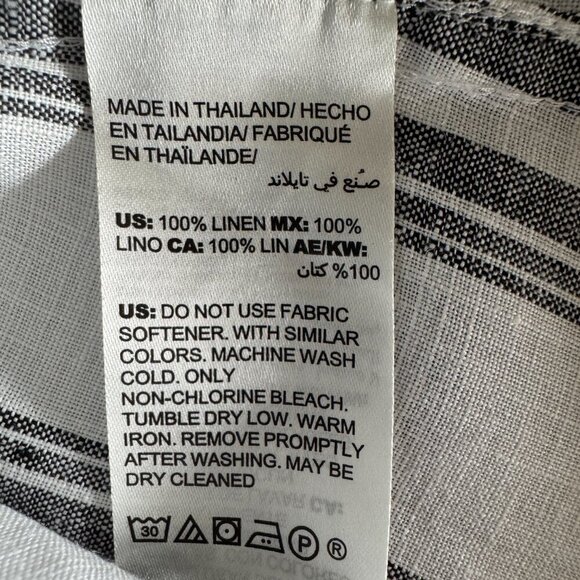 MADE IN THAILAND/ HECHO
EN TAILANDIA/ FABRIQUÉ
EN THAÏLANDE/
صُنع في تايلاند
US: 100% LINEN MX: 100%
LINO CA: 100% LIN AE/KW:
100% كتان
US: DO NOT USE FABRIC
SOFTENER. WITH SIMILAR
COLORS. MACHINE WASH
COLD. ONLY
NON-CHLORINE BLEACH.
TUMBLE DRY LOW. WARM
IRON. REMOVE PROMPTLY
AFTER WASHING. MAY BE
DRY CLEANED
30 P ®